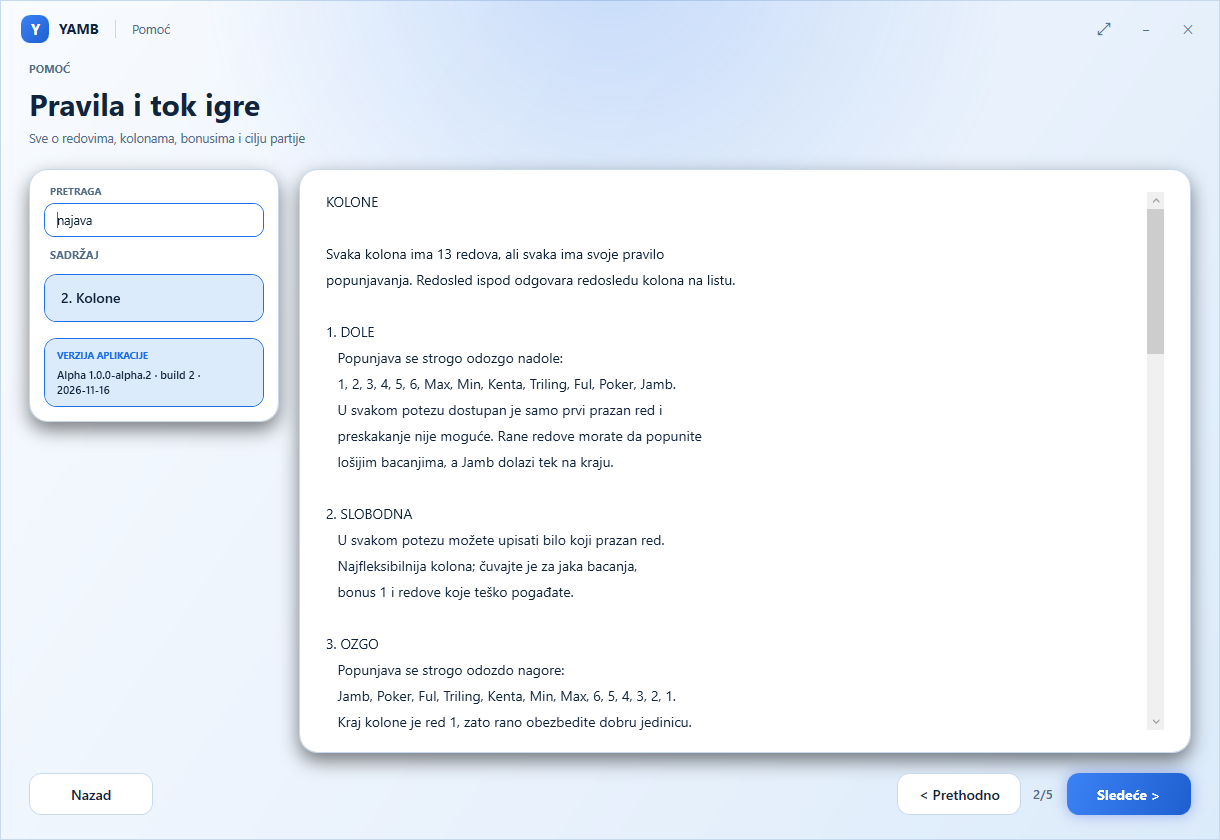 Y YAMB Pomoć
POMOĆ
Pravila i tok igre
Sve o redovima, kolonama, bonusima i cilju partije
PRETRAGA
najava
SADRŽAJ
2. Kolone
VERZIJA APLIKACIJE
Alpha 1.0.0-alpha.2 · build 2 ·
2026-11-16
KOLONE
Svaka kolona ima 13 redova, ali svaka ima svoje pravilo
popunjavanja. Redosled ispod odgovara redosledu kolona na listu.
1. DOLE
Popunjava se strogo odozgo nadole:
1, 2, 3, 4, 5, 6, Max, Min, Kenta, Triling, Ful, Poker, Jamb.
U svakom potezu dostupan je samo prvi prazan red i
preskakanje nije moguće. Rane redove morate da popunite
lošijim bacanjima, a Jamb dolazi tek na kraju.
2. SLOBODNA
U svakom potezu možete upisati bilo koji prazan red.
Najfleksibilnija kolona; čuvajte je za jaka bacanja,
bonus 1 i redove koje teško pogađate.
3. OZGO
Popunjava se strogo odozdo nagore:
Jamb, Poker, Ful, Triling, Kenta, Min, Max, 6, 5, 4, 3, 2, 1.
Kraj kolone je red 1, zato rano obezbedite dobru jedinicu.
Nazad
< Prethodno
2/5
Sledeće >